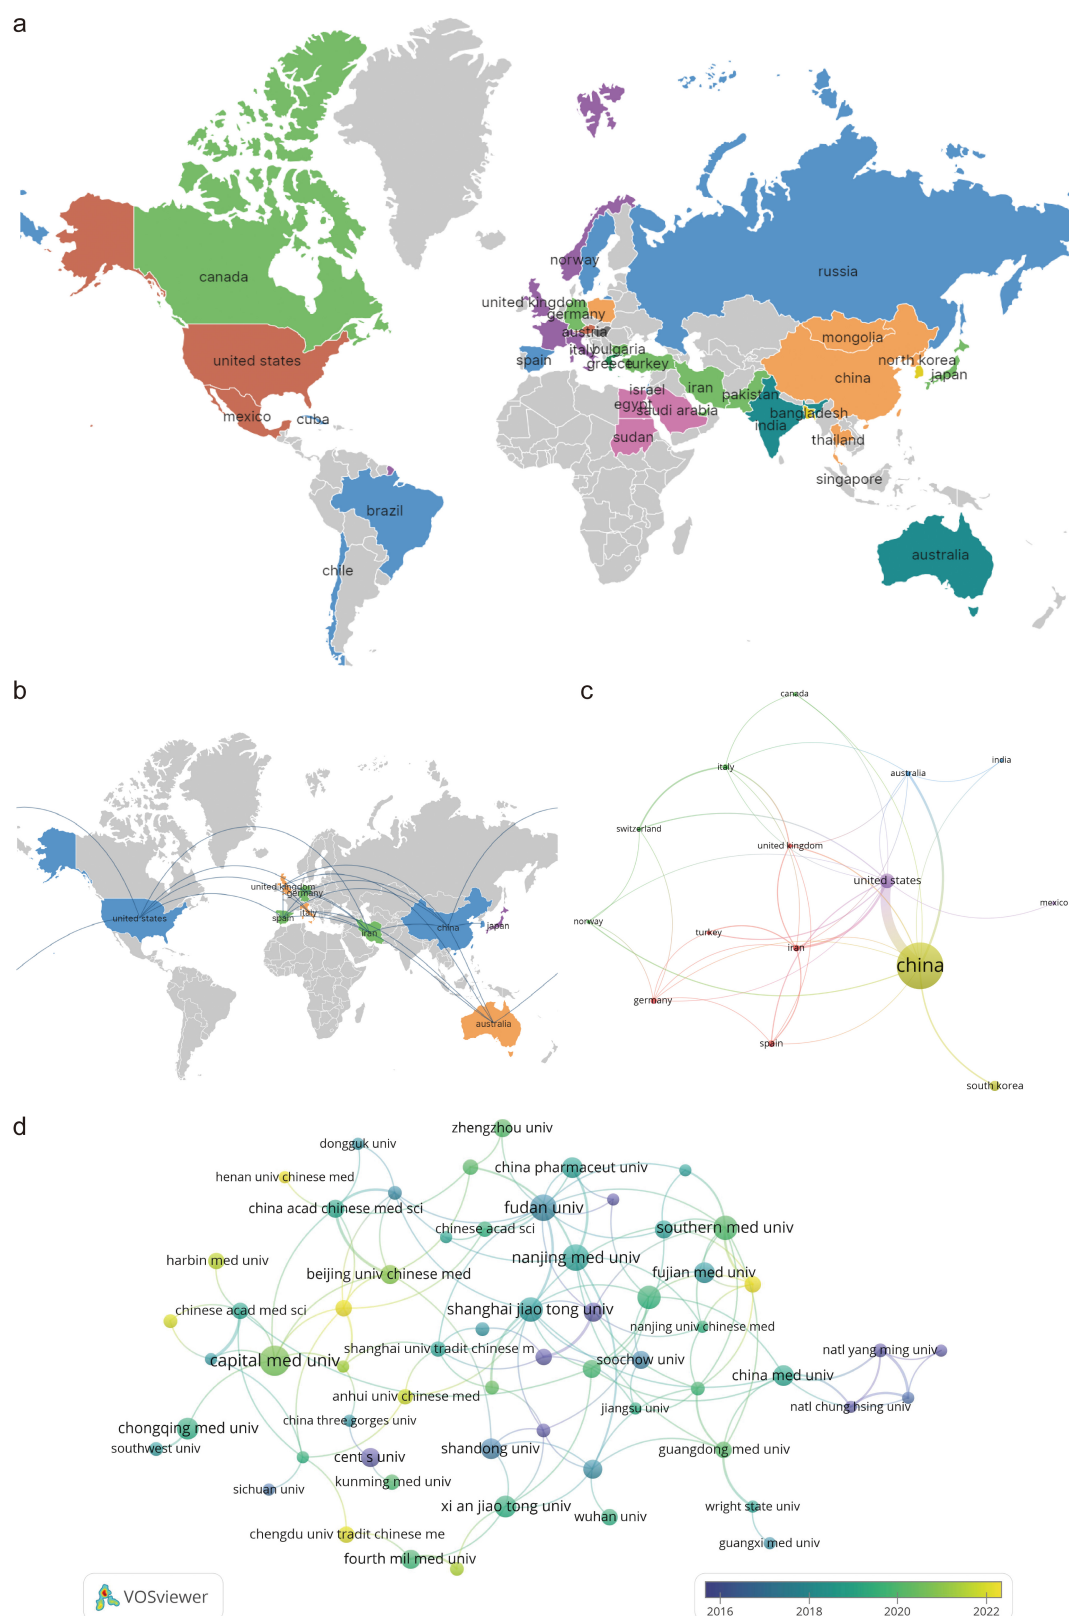 a
canada
united states
mexico
cuba
brazil
chile
norway
united kingdom
germany
austria
italy
bulgaria
spain
greece
turkey
russia
mongolia
china
north korea
japan
iran
pakistan
israel
egypt
saudi arabia
sudan
bangladesh
india
thailand
singapore
australia
b
united states
united kingdom
germany
spain
italy
iran
china
japan
australia
c
canada
italy
australia
india
switzerland
united kingdom
united states
mexico
norway
turkey
iran
china
germany
spain
south korea
d
zhengzhou univ
dongguk univ
china pharmaceut univ
henan univ chinese med
china acad chinese med sci
fudan univ
chinese acad sci
southern med univ
harbin med univ
nanjing med univ
beijing univ chinese med
fujian med univ
chinese acad med sci
shanghai jiao tong univ
nanjing univ chinese med
shanghai univ tradit chinese m
capital med univ
soochow univ
natl yang ming univ
china med univ
anhui univ chinese med
jiangsu univ
natl chung hsing univ
china three gorges univ
chongqing med univ
southwest univ
cent s univ
shandong univ
guangdong med univ
kunming med univ
sichuan univ
xi an jiao tong univ
wright state univ
wuhan univ
chengdu univ tradit chinese me
guangxi med univ
fourth mil med univ
VOSviewer
2016 2018 2020 2022